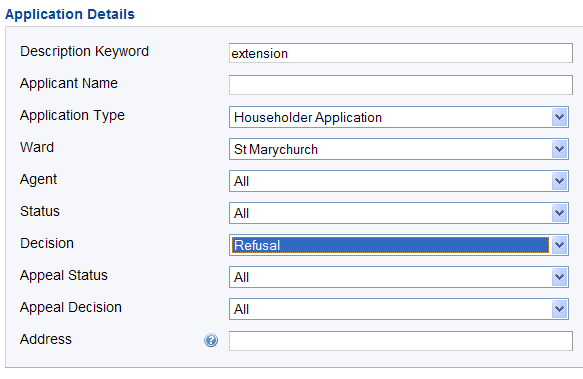 Application Details
Description Keyword extension
Applicant Name
Application Type Householder Application
Ward St Marychurch
Agent All
Status All
Decision Refusal
Appeal Status All
Appeal Decision All
Address ?